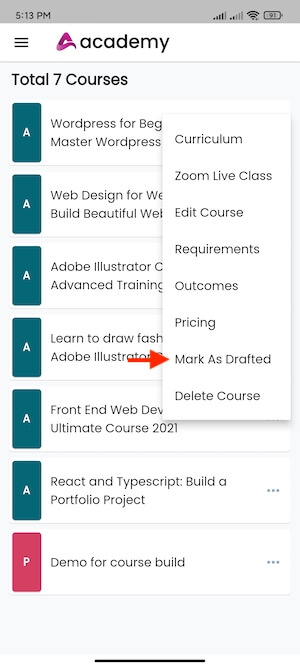 5:13 PM
academy
Total 7 Courses
A
Wordpress for Beg
Master Wordpress
Curriculum
Zoom Live Class
Edit Course
Requirements
Outcomes
Pricing
Mark As Drafted
Delete Course
A
Web Design for We
Build Beautiful Web
A
Adobe Illustrator C
Advanced Training
A
Learn to draw fash
Adobe Illustrator
A
Front End Web Dev
Ultimate Course 2021
A
React and Typescript: Build a
Portfolio Project
P
Demo for course build